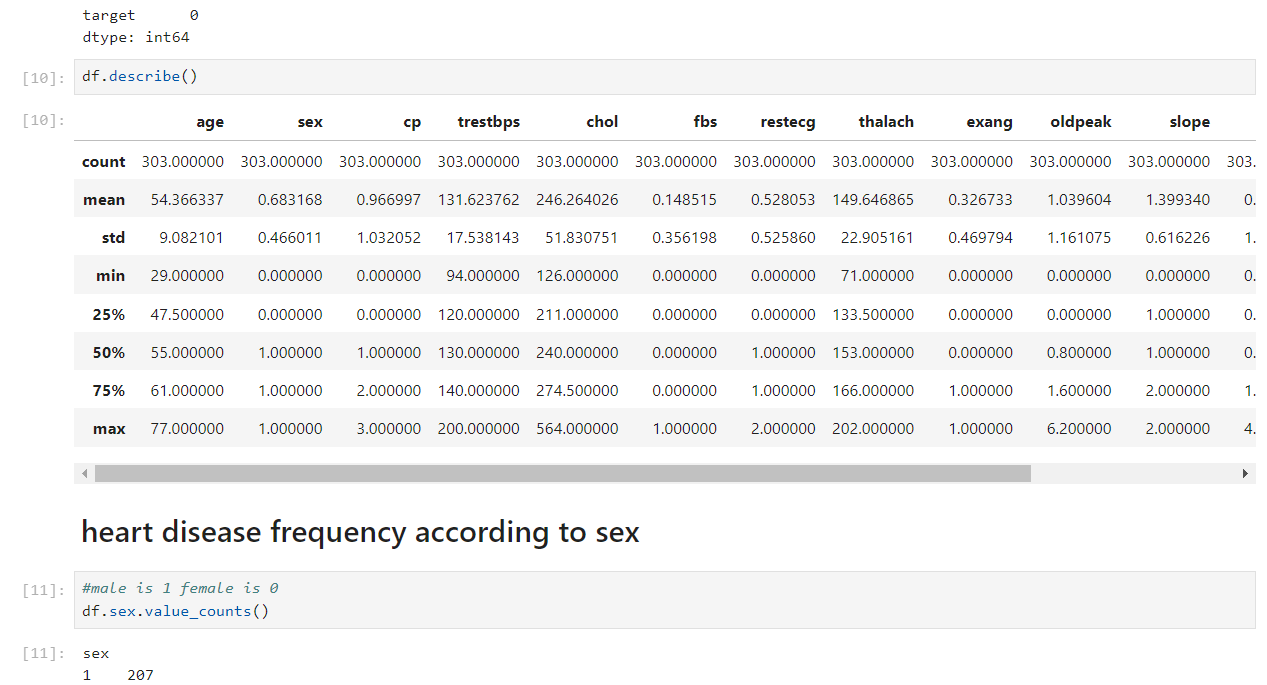 target 0
dtype: int64
[10]: df.describe()
[10]: age sex cp trestbps chol fbs restecg thalach exang oldpeak slope
count 303.000000 303.000000 303.000000 303.000000 303.000000 303.000000 303.000000 303.000000 303.000000 303.000000 303.000000 303.
mean 54.366337 0.683168 0.966997 131.623762 246.264026 0.148515 0.528053 149.646865 0.326733 1.039604 1.399340 0.
std 9.082101 0.466011 1.032052 17.538143 51.830751 0.356198 0.525860 22.905161 0.469794 1.161075 0.616226 1.
min 29.000000 0.000000 0.000000 94.000000 126.000000 0.000000 0.000000 71.000000 0.000000 0.000000 0.000000 0.
25% 47.500000 0.000000 0.000000 120.000000 211.000000 0.000000 0.000000 133.500000 0.000000 0.000000 1.000000 0.
50% 55.000000 1.000000 1.000000 130.000000 240.000000 0.000000 1.000000 153.000000 0.000000 0.800000 1.000000 0.
75% 61.000000 1.000000 2.000000 140.000000 274.500000 0.000000 1.000000 166.000000 1.000000 1.600000 2.000000 1.
max 77.000000 1.000000 3.000000 200.000000 564.000000 1.000000 2.000000 202.000000 1.000000 6.200000 2.000000 4.
heart disease frequency according to sex
[11]: #male is 1 female is 0
df.sex.value_counts()
[11]: sex
1 207